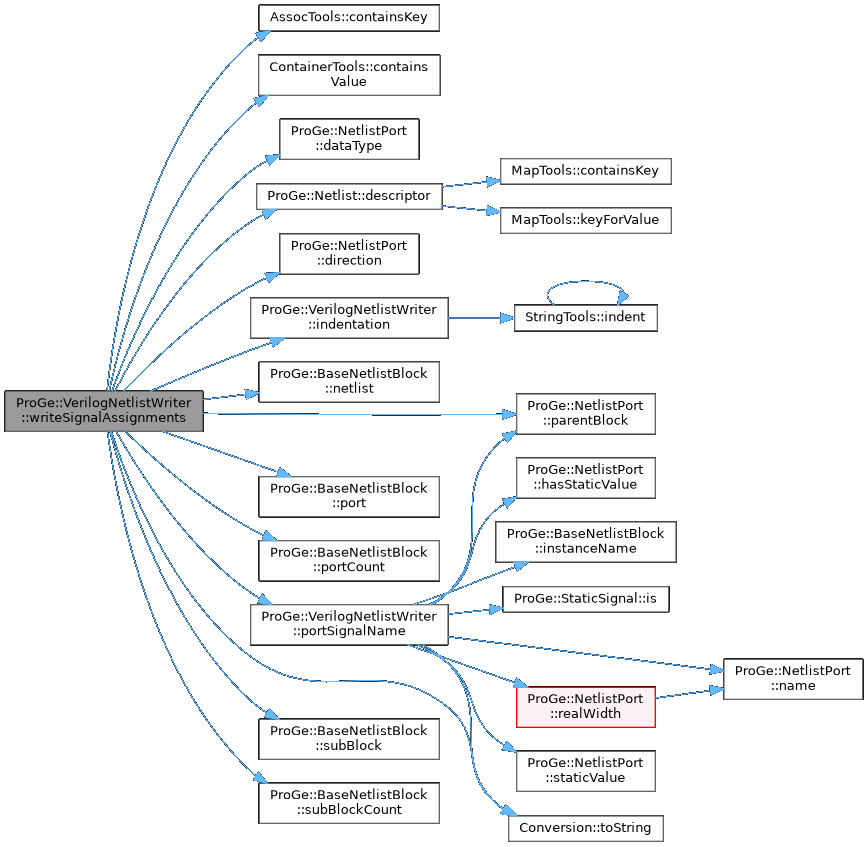 AssocTools::containsKey
ContainerTools::contains
Value
ProGe::NetlistPort
::dataType
ProGe::Netlist::descriptor
MapTools::containsKey
MapTools::keyForValue
ProGe::NetlistPort
::direction
ProGe::VerilogNetlistWriter
::indentation
StringTools::indent
ProGe::BaseNetlistBlock
::netlist
ProGe::VerilogNetlistWriter
::writeSignalAssignments
ProGe::NetlistPort
::parentBlock
ProGe::NetlistPort
::hasStaticValue
ProGe::BaseNetlistBlock
::port
ProGe::BaseNetlistBlock
::instanceName
ProGe::BaseNetlistBlock
::portCount
ProGe::StaticSignal::is
ProGe::VerilogNetlistWriter
::portSignalName
ProGe::NetlistPort
::name
ProGe::NetlistPort
::realWidth
ProGe::BaseNetlistBlock
::subBlock
ProGe::NetlistPort
::staticValue
ProGe::BaseNetlistBlock
::subBlockCount
Conversion::toString